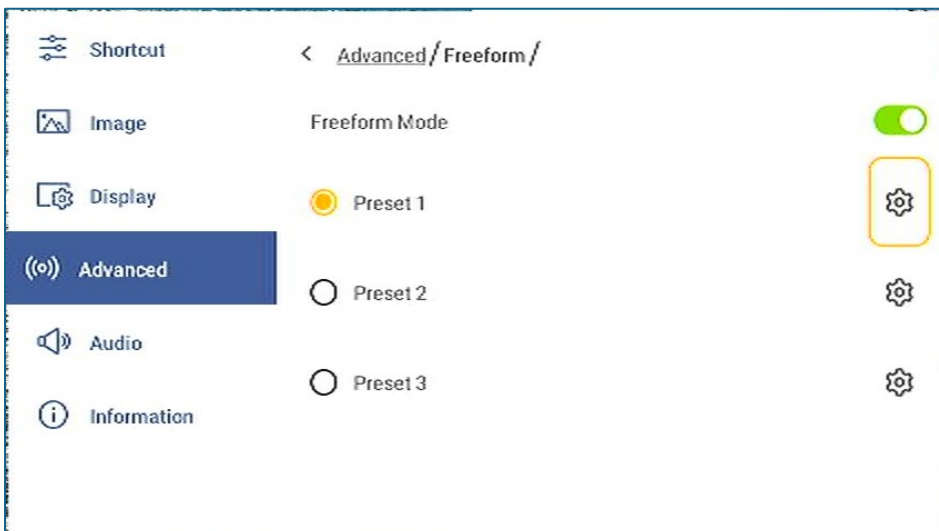 Shortcut
Image
Display
Advanced
Audio
Information
< Advanced/Freeform/
Freeform Mode
Preset 1
Preset 2
Preset 3